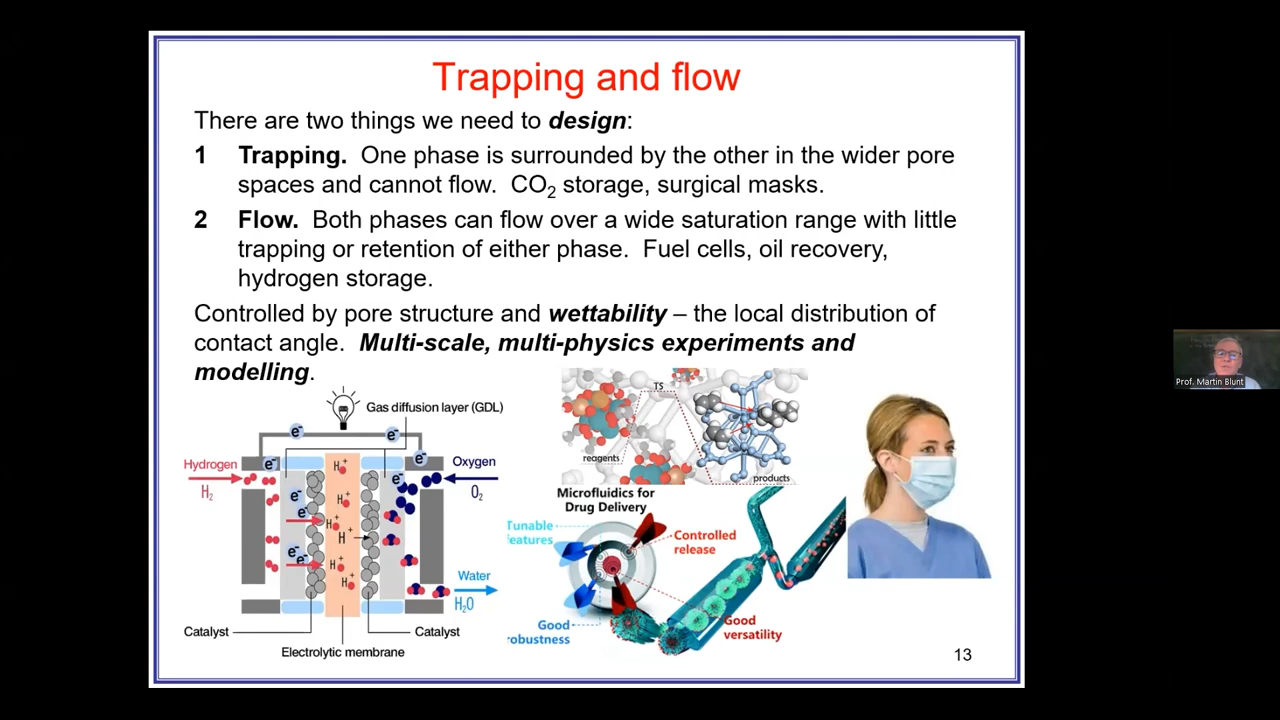 Trapping and flow
There are two things we need to design:
1 Trapping. One phase is surrounded by the other in the wider pore
spaces and cannot flow. CO2 storage, surgical masks.
2 Flow. Both phases can flow over a wide saturation range with little
trapping or retention of either phase. Fuel cells, oil recovery,
hydrogen storage.
Controlled by pore structure and wettability – the local distribution of
contact angle. Multi-scale, multi-physics experiments and
modelling.
Gas diffusion layer (GDL)
e-
e-
e-
e-
Hydrogen
H2
Oxygen
O2
e-
e-
e-
e-
e-
H+
H+
H+
H+
H+
H+
Water
H2O
Catalyst
Catalyst
Electrolytic membrane
TS
reagents
products
Microfluidics for
Drug Delivery
Tunable
features
Controlled
release
Good
robustness
Good
versatility
13
Prof. Martin Blunt